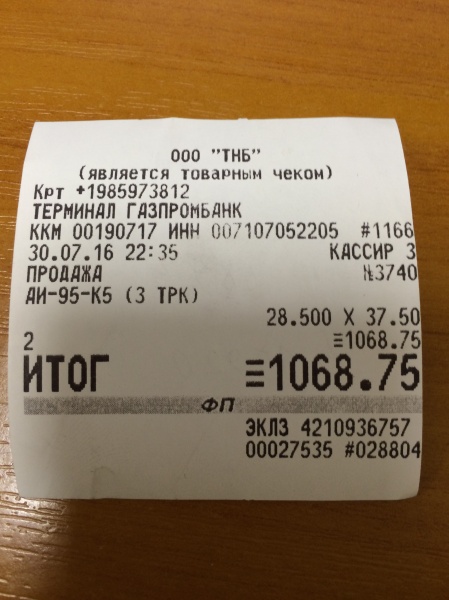 ООО "ТНБ"
(является товарным чеком)
Крт +1985973812
ТЕРМИНАЛ ГАЗПРОМБАНК
ККМ 00190717 ИНН 007107052205 #1166
30.07.16 22:35 КАССИР 3
ПРОДАЖА №3740
АИ-95-К5 (3 ТРК)
28.500 X 37.50
2 ≡1068.75
ИТОГ ≡1068.75
ФП
ЭКЛЗ 4210936757
00027535 #028804